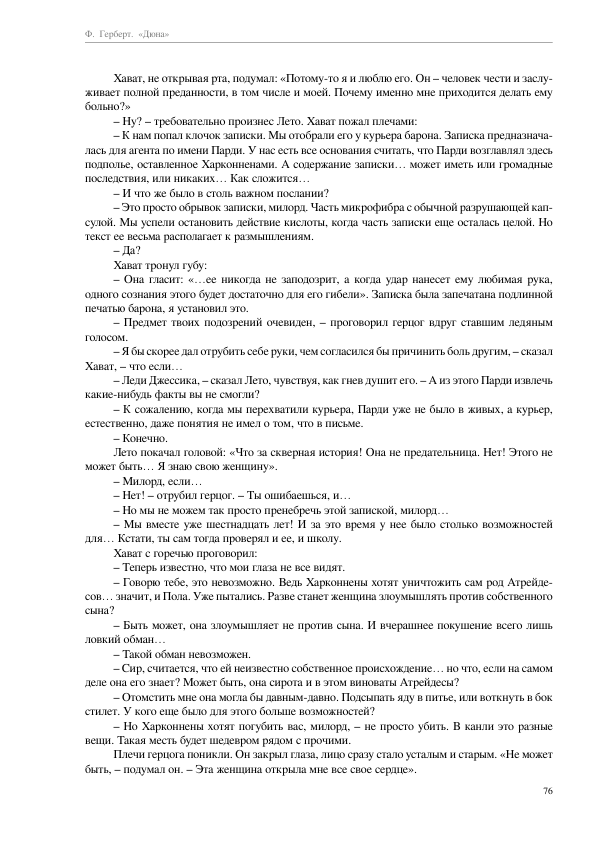 Ф. Герберт. «Дюна»
Хават, не открывая рта, подумал: «Потому-то я и люблю его. Он – человек чести и заслу-
живает полной преданности, в том числе и моей. Почему именно мне приходится делать ему
больно?»
– Ну? – требовательно произнес Лето. Хават пожал плечами:
– К нам попал клочок записки. Мы отобрали его у курьера барона. Записка предназнача-
лась для агента по имени Парди. У нас есть все основания считать, что Парди возглавлял здесь
подполье, оставленное Харконненами. А содержание записки… может иметь или громадные
последствия, или никаких… Как сложится…
– И что же было в столь важном послании?
– Это просто обрывок записки, милорд. Часть микрофибра с обычной разрушающей кап-
сулой. Мы успели остановить действие кислоты, когда часть записки еще осталась целой. Но
текст ее весьма располагает к размышлениям.
– Да?
Хават тронул губу:
– Она гласит: «…ее никогда не заподозрит, а когда удар нанесет ему любимая рука,
одного сознания этого будет достаточно для его гибели». Записка была запечатана подлинной
печатью барона, я установил это.
– Предмет твоих подозрений очевиден, – проговорил герцог вдруг ставшим ледяным
голосом.
– Я бы скорее дал отрубить себе руки, чем согласился бы причинить боль другим, – сказал
Хават, – что если…
– Леди Джессика, – сказал Лето, чувствуя, как гнев душит его. – А из этого Парди извлечь
какие-нибудь факты вы не смогли?
– К сожалению, когда мы перехватили курьера, Парди уже не было в живых, а курьер,
естественно, даже понятия не имел о том, что в письме.
– Конечно.
Лето покачал головой: «Что за скверная история! Она не предательница. Нет! Этого не
может быть… Я знаю свою женщину».
– Милорд, если…
– Нет! – отрубил герцог. – Ты ошибаешься, и…
– Но мы не можем так просто пренебречь этой запиской, милорд…
– Мы вместе уже шестнадцать лет! И за это время у нее было столько возможностей
для… Кстати, ты сам тогда проверял и ее, и школу.
Хават с горечью проговорил:
– Теперь известно, что мои глаза не все видят.
– Говорю тебе, это невозможно. Ведь Харконнены хотят уничтожить сам род Атрейде-
сов… значит, и Пола. Уже пытались. Разве станет женщина злоумышлять против собственного
сына?
– Быть может, она злоумышляет не против сына. И вчерашнее покушение всего лишь
ловкий обман…
– Такой обман невозможен.
– Сир, считается, что ей неизвестно собственное происхождение… но что, если на самом
деле она его знает? Может быть, она сирота и в этом виноваты Атрейдесы?
– Отомстить мне она могла бы давным-давно. Подсыпать яду в питье, или воткнуть в бок
стилет. У кого еще было для этого больше возможностей?
– Но Харконнены хотят погубить вас, милорд, – не просто убить. В канли это разные
вещи. Такая месть будет шедевром рядом с прочими.
Плечи герцога поникли. Он закрыл глаза, лицо сразу стало усталым и старым. «Не может
быть, – подумал он. – Эта женщина открыла мне все свое сердце».
76